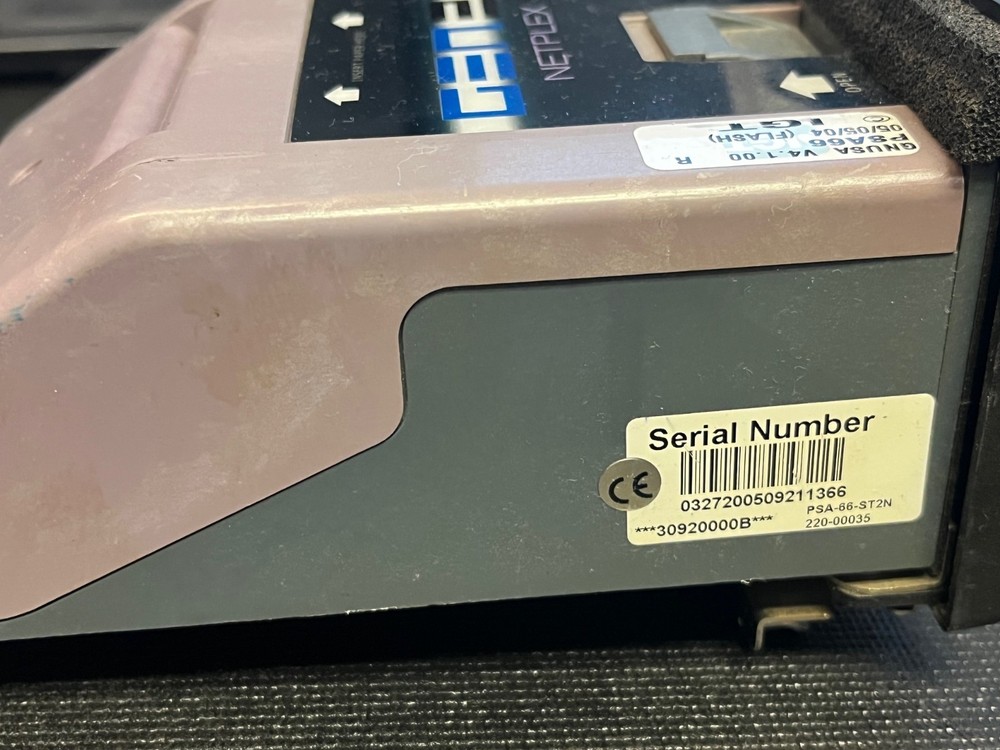 NETPLEX
GNUSA V4.1.00 R
PSA66 (FLASH)
05/05/04
IGT
Serial Number
CE
0327200509211366
PSA-66-ST2N
***30920000B***
220-00035